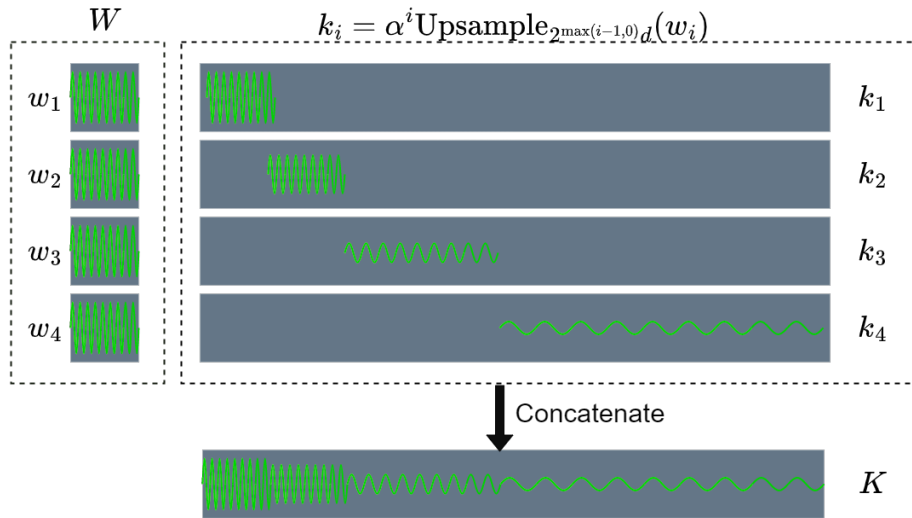 W
k_i = α^i Upsample_{2^{max(i−1,0)}d}(w_i)
w_1
k_1
w_2
k_2
w_3
k_3
w_4
k_4
Concatenate
K